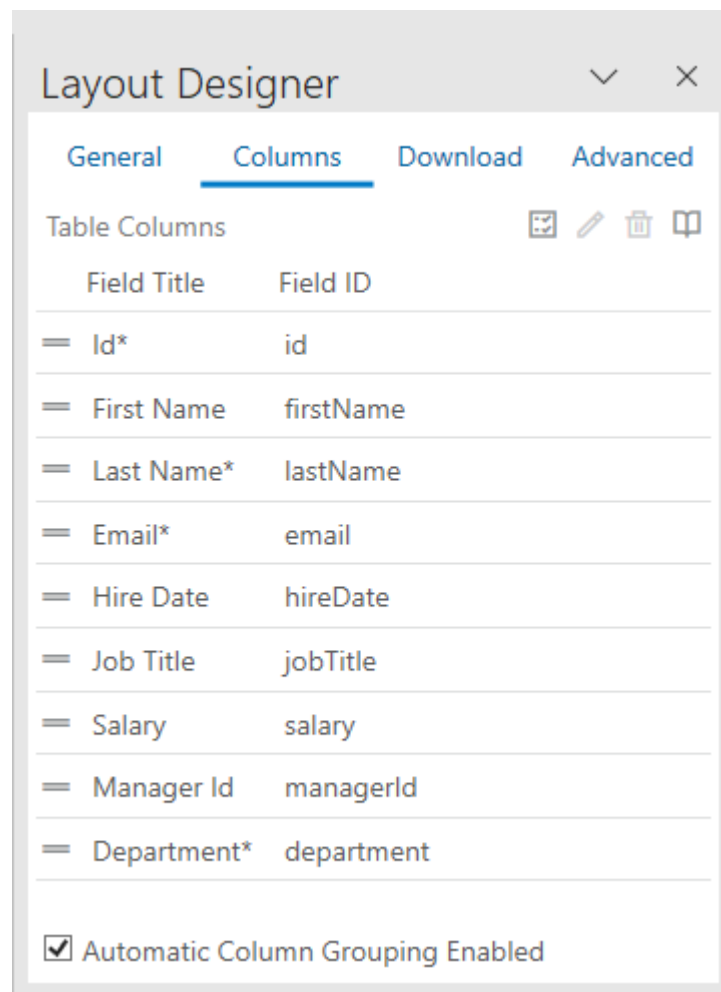 Layout Designer
General Columns Download Advanced
Table Columns
Field Title Field ID
Id* id
First Name firstName
Last Name* lastName
Email* email
Hire Date hireDate
Job Title jobTitle
Salary salary
Manager Id managerId
Department* department
Automatic Column Grouping Enabled